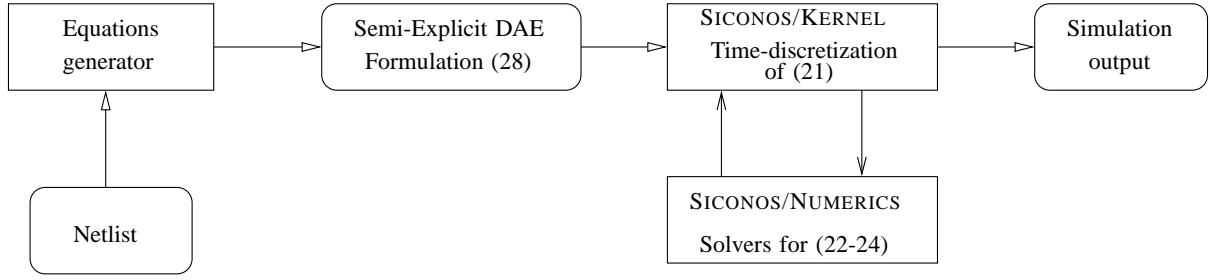 Equations
generator
Semi-Explicit DAE
Formulation (28)
SICONOS/KERNEL
Time-discretization
of (21)
Simulation
output
Netlist
SICONOS/NUMERICS
Solvers for (22-24)